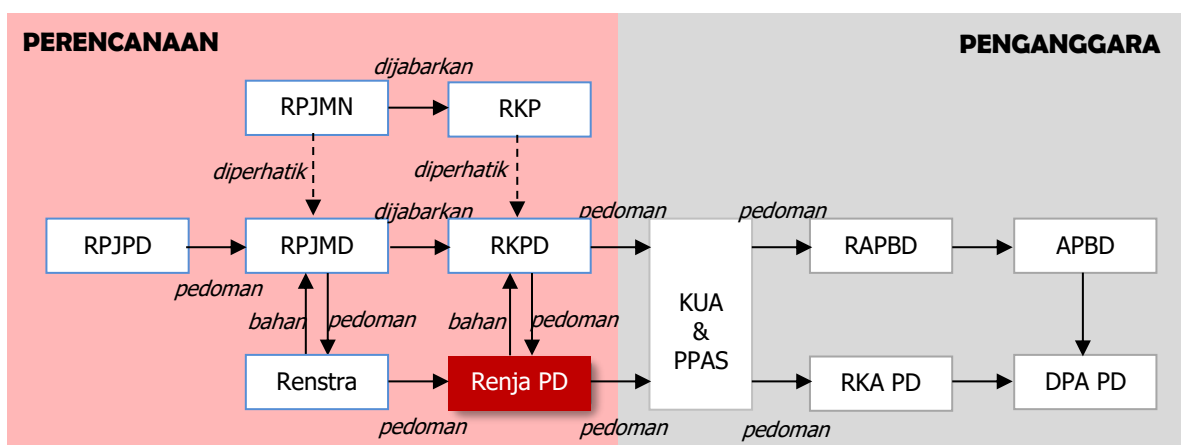 PERENCANAAN
PENGANGGARA
dijabarkan
RPJMN
RKP
diperhatik
diperhatik
dijabarkan
pedoman
pedoman
RPJPD
RPJMD
RKPD
RAPBD
APBD
pedoman
KUA
&
PPAS
bahan
pedoman
bahan
pedoman
Renstra
Renja PD
RKA PD
DPA PD
pedoman
pedoman
pedoman